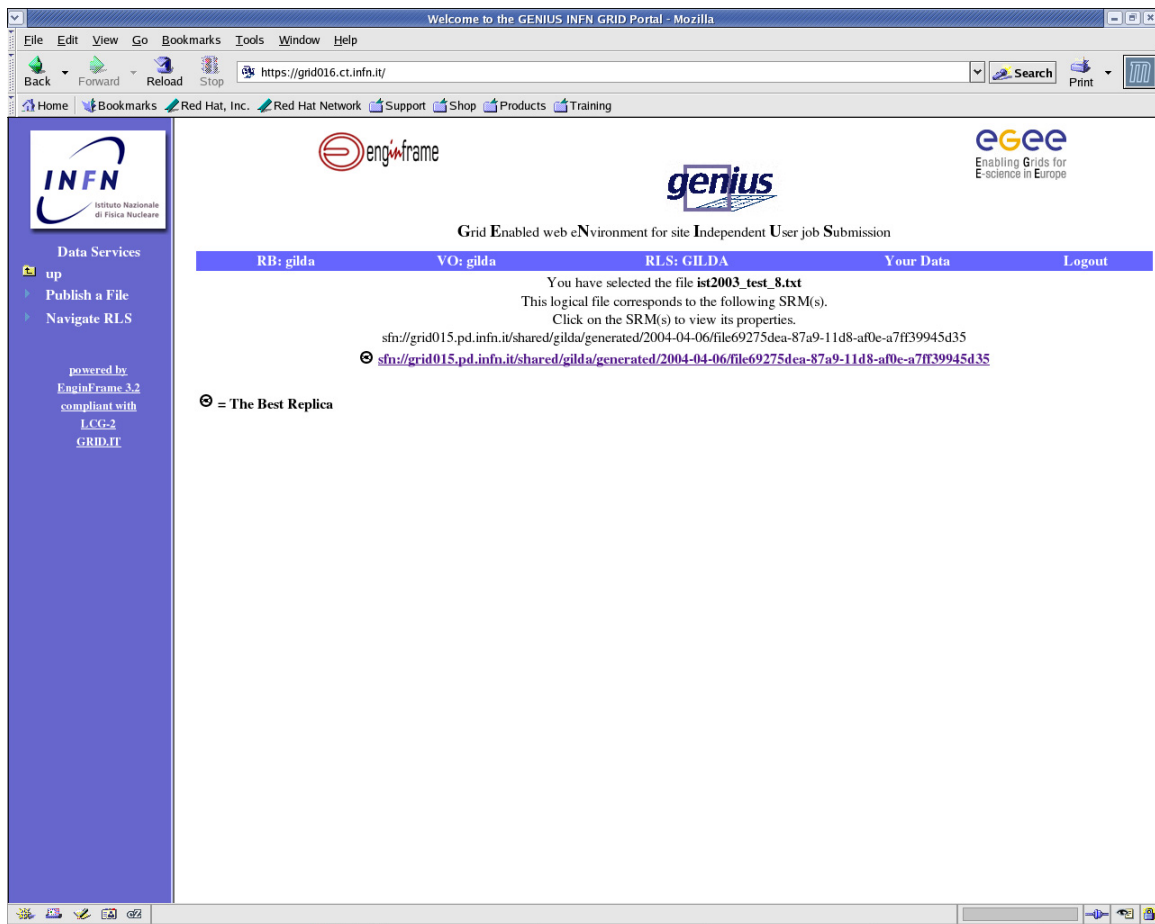 Welcome to the GENIUS INFN GRID Portal - Mozilla
File Edit View Go Bookmarks Tools Window Help
Back Forward Reload Stop https://grid016.ct.infn.it/ Search Print
Home Bookmarks Red Hat, Inc. Red Hat Network Support Shop Products Training
INFN
Istituto Nazionale
di Fisica Nucleare
enginframe
genius
egee
Enabling Grids for
E-science in Europe
Grid Enabled web eNvironment for site Independent User job Submission
Data Services
up
Publish a File
Navigate RLS
powered by
EnginFrame 3.2
compliant with
LCG-2
GRID.IT
RB: gilda VO: gilda RLS: GILDA Your Data Logout
You have selected the file ist2003_test_8.txt
This logical file corresponds to the following SRM(s).
Click on the SRM(s) to view its properties.
sfn://grid015.pd.infn.it/shared/gilda/generated/2004-04-06/file69275dea-87a9-11d8-af0e-a7ff39945d35
sfn://grid015.pd.infn.it/shared/gilda/generated/2004-04-06/file69275dea-87a9-11d8-af0e-a7ff39945d35
= The Best Replica